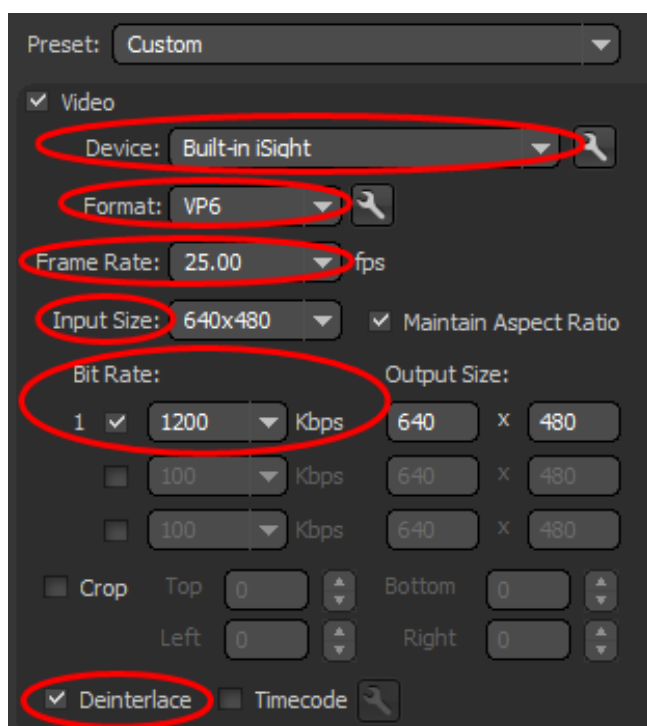 Preset: Custom
Video
Device: Built-in iSight
Format: VP6
Frame Rate: 25.00 fps
Input Size: 640x480 Maintain Aspect Ratio
Bit Rate: Output Size:
1 1200 Kbps 640 x 480
100 Kbps 640 x 480
100 Kbps 640 x 480
Crop Top 0 Bottom 0
Left 0 Right 0
Deinterlace Timecode